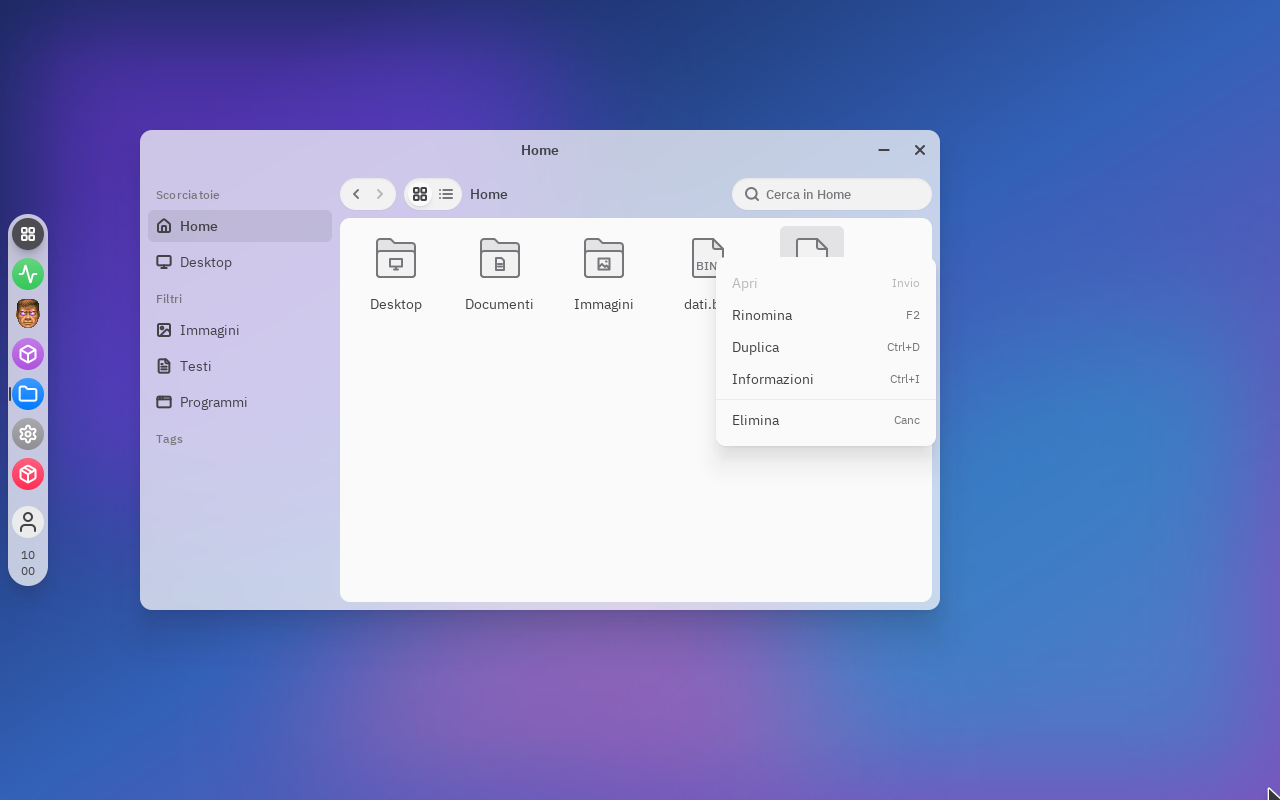 Home
Scorciatoie
Home
Desktop
Filtri
Immagini
Testi
Programmi
Tags
Home
Cerca in Home
BIN
Desktop
Documenti
Immagini
Apri Invio
Rinomina F2
Duplica Ctrl+D
Informazioni Ctrl+I
Elimina Canc
10
00